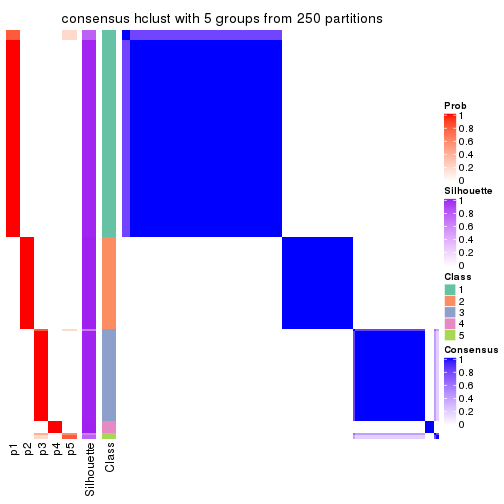 consensus hclust with 5 groups from 250 partitions
Prob
1
0.8
0.6
0.4
0.2
0
Silhouette
1
0.8
0.6
0.4
0.2
0
Class
1
2
3
4
5
Consensus
1
0.8
0.6
0.4
0.2
0
p1
p2
p3
p4
p5
Silhouette
Class